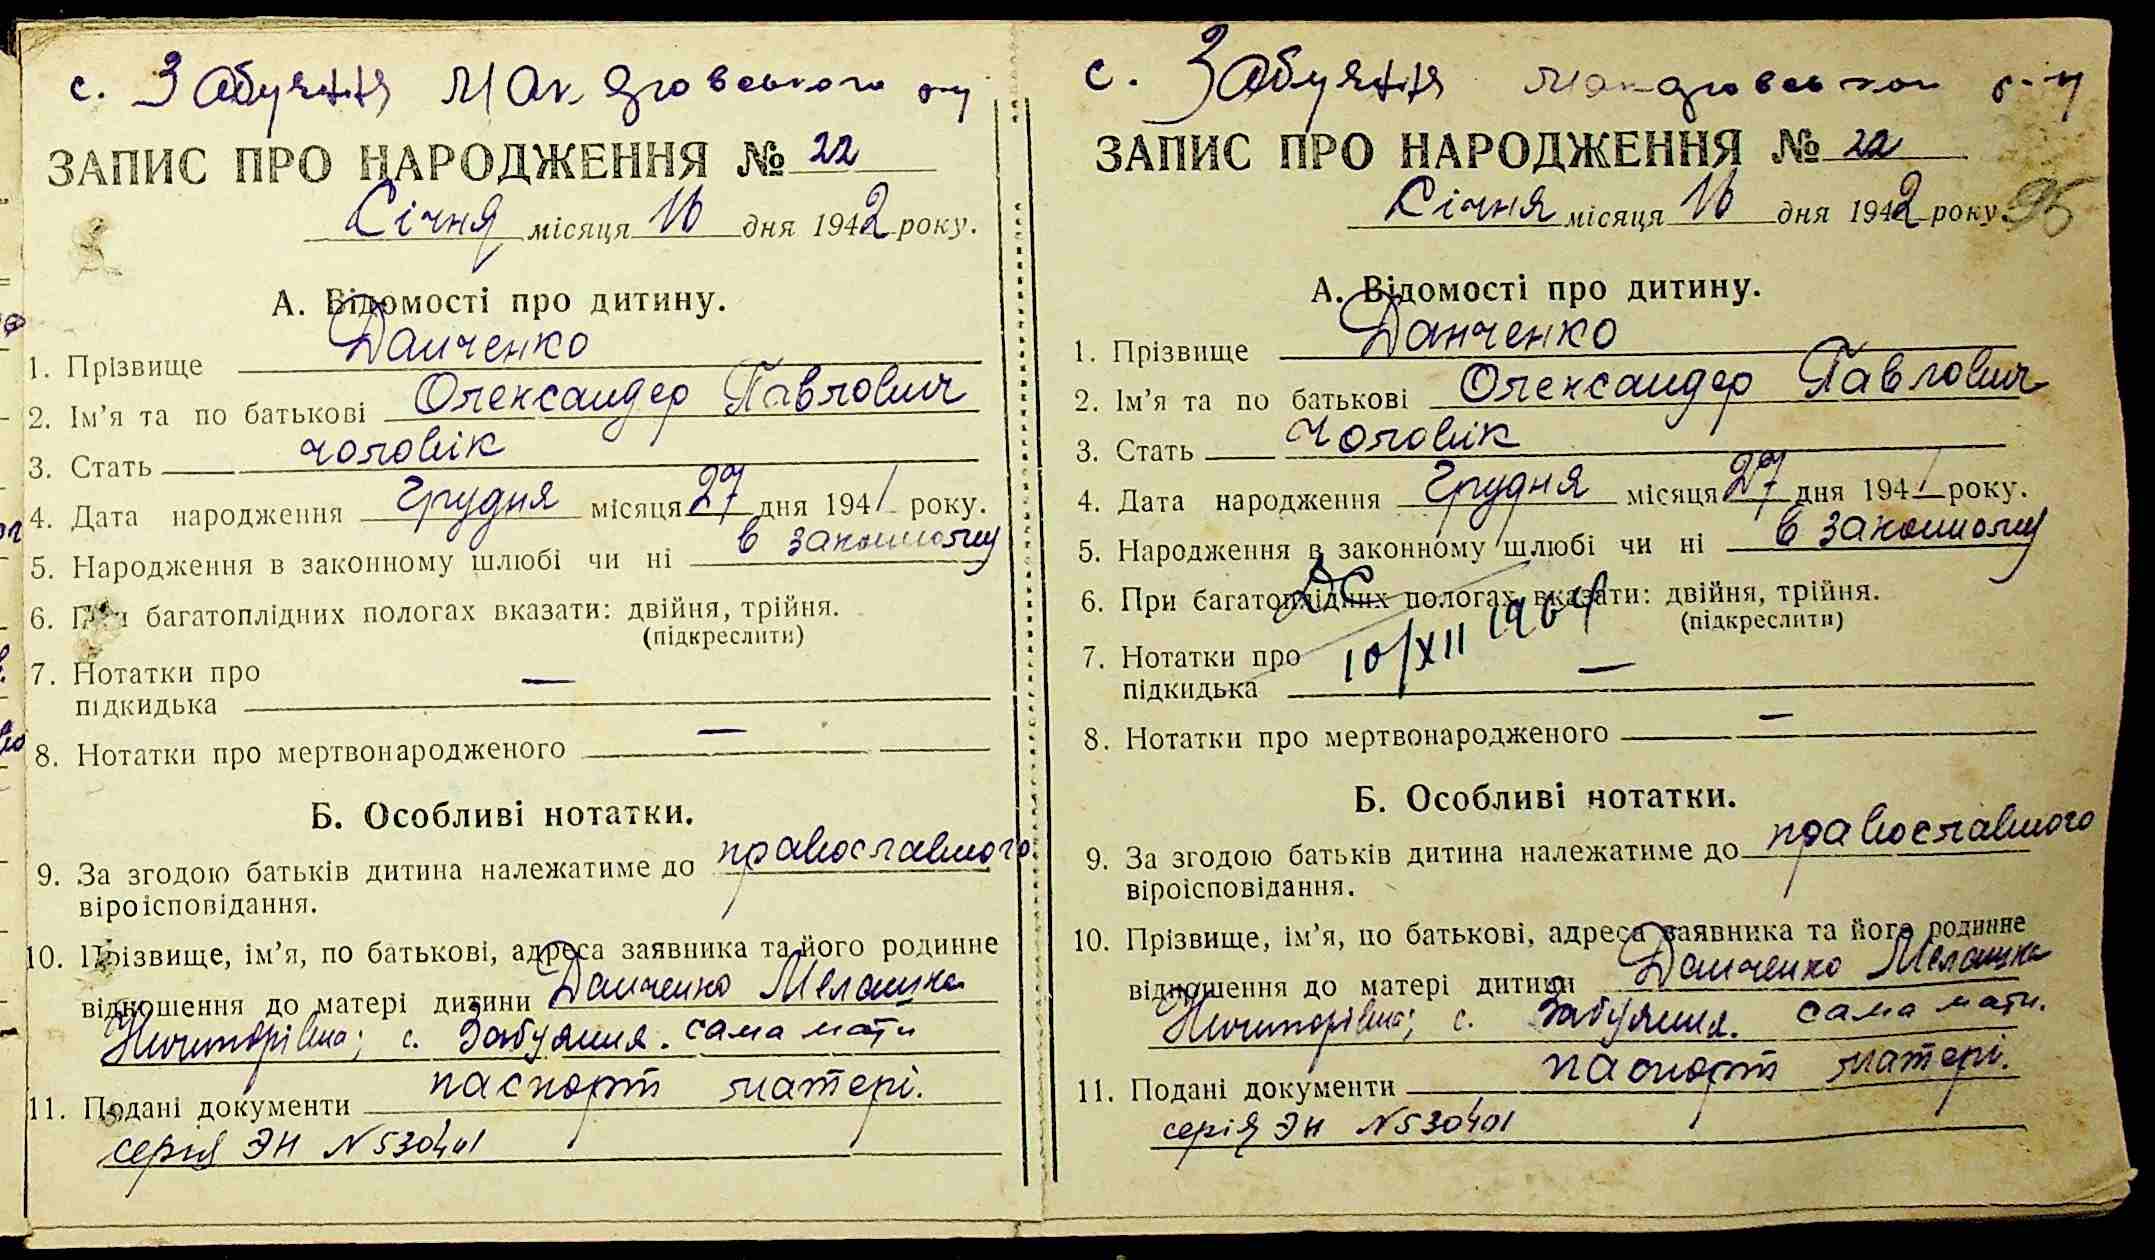 с. Забуяння Макарівського р-у
ЗАПИС ПРО НАРОДЖЕННЯ № 22
Січня місяця 16 дня 1942 року.
А. Відомості про дитину.
1. Прізвище Данченко
2. Ім'я та по батькові Олександер Павлович
3. Стать чоловік
4. Дата народження Грудня місяця 27 дня 1941 року.
5. Народження в законному шлюбі чи ні в законному
6. При багатоплідних пологах вказати: двійня, трійня.
(підкреслити)
7. Нотатки про
підкидька —
8. Нотатки про мертвонародженого —
Б. Особливі нотатки.
9. За згодою батьків дитина належатиме до православного
віроісповідання.
10. Прізвище, ім'я, по батькові, адреса заявника та його родинне
відношення до матері дитини Данченко Мелашка
Ничипорівна; с. Забуяння. сама мати
11. Подані документи паспорт матері.
серія ЭН N 530401
с. Забуяння р-у
ЗАПИС ПРО НАРОДЖЕННЯ № 22
Січня місяця 16 дня 1942 року. 95
А. Відомості про дитину.
1. Прізвище Данченко
2. Ім'я та по батькові Олександер Павлович
3. Стать чоловік
4. Дата народження Грудня місяця 27 дня 1941 року.
5. Народження в законному шлюбі чи ні в законному
6. При багатоплідних пологах вказати: двійня, трійня.
(підкреслити)
10/XII 1964
7. Нотатки про
підкидька —
8. Нотатки про мертвонародженого —
Б. Особливі нотатки.
9. За згодою батьків дитина належатиме до православного
віроісповідання.
10. Прізвище, ім'я, по батькові, адреса заявника та його родинне
відношення до матері дитини Данченко Мелашка
Ничипорівна; с. Забуяння. сама мати.
11. Подані документи паспорт матері.
серія ЭН N 530401